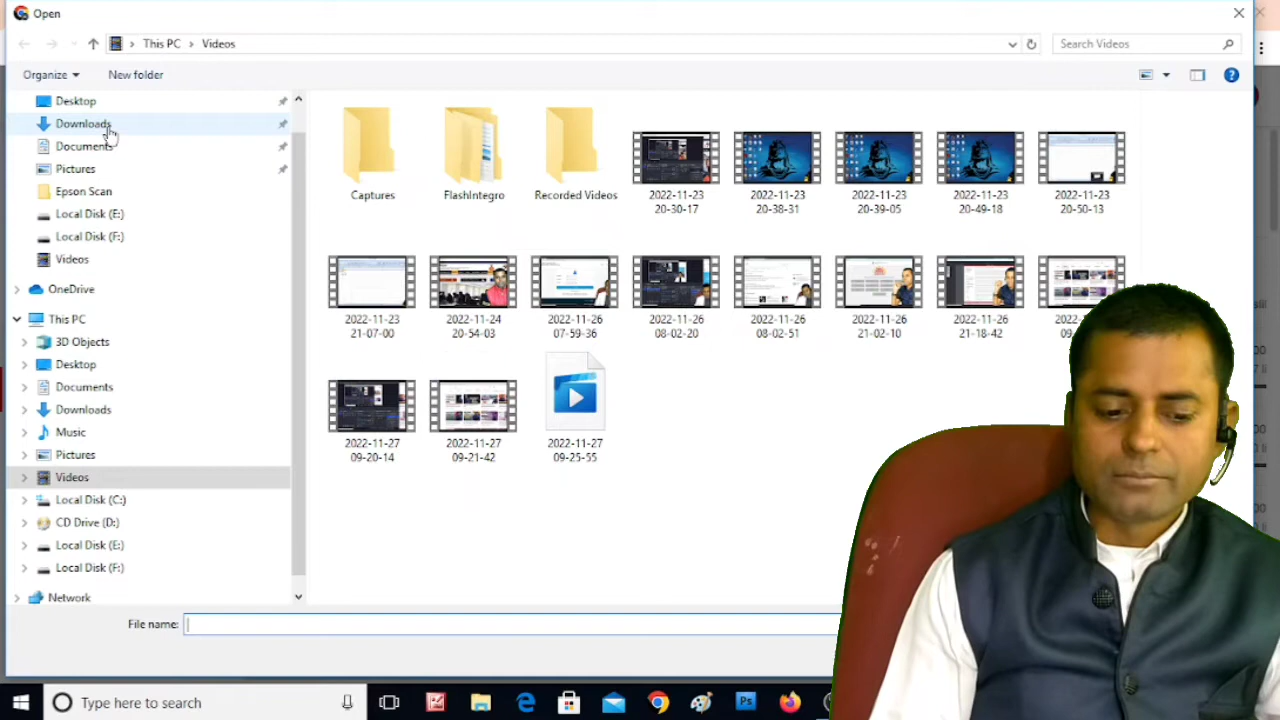 Open
This PC > Videos
Search Videos
Organize
New folder
Desktop
Downloads
Documents
Pictures
Epson Scan
Local Disk (E:)
Local Disk (F:)
Videos
OneDrive
This PC
3D Objects
Desktop
Documents
Downloads
Music
Pictures
Videos
Local Disk (C:)
CD Drive (D:)
Local Disk (E:)
Local Disk (F:)
Network
Captures
FlashIntegro
Recorded Videos
2022-11-23
20-30-17
2022-11-23
20-38-31
2022-11-23
20-39-05
2022-11-23
20-49-18
2022-11-23
20-50-13
2022-11-23
21-07-00
2022-11-24
20-54-03
2022-11-26
07-59-36
2022-11-26
08-02-20
2022-11-26
08-02-51
2022-11-26
21-02-10
2022-11-26
21-18-42
2022-11-27
09-20-14
2022-11-27
09-21-42
2022-11-27
09-25-55
File name:
Type here to search
Ps